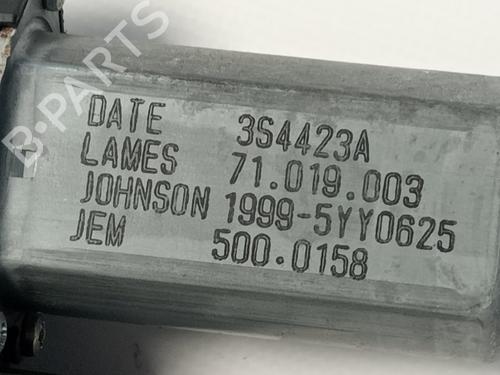 B-PARTS
DATE 3S4423A
LAMES 71.019.003
JOHNSON 1999-5YY0625
JEM 500.0158